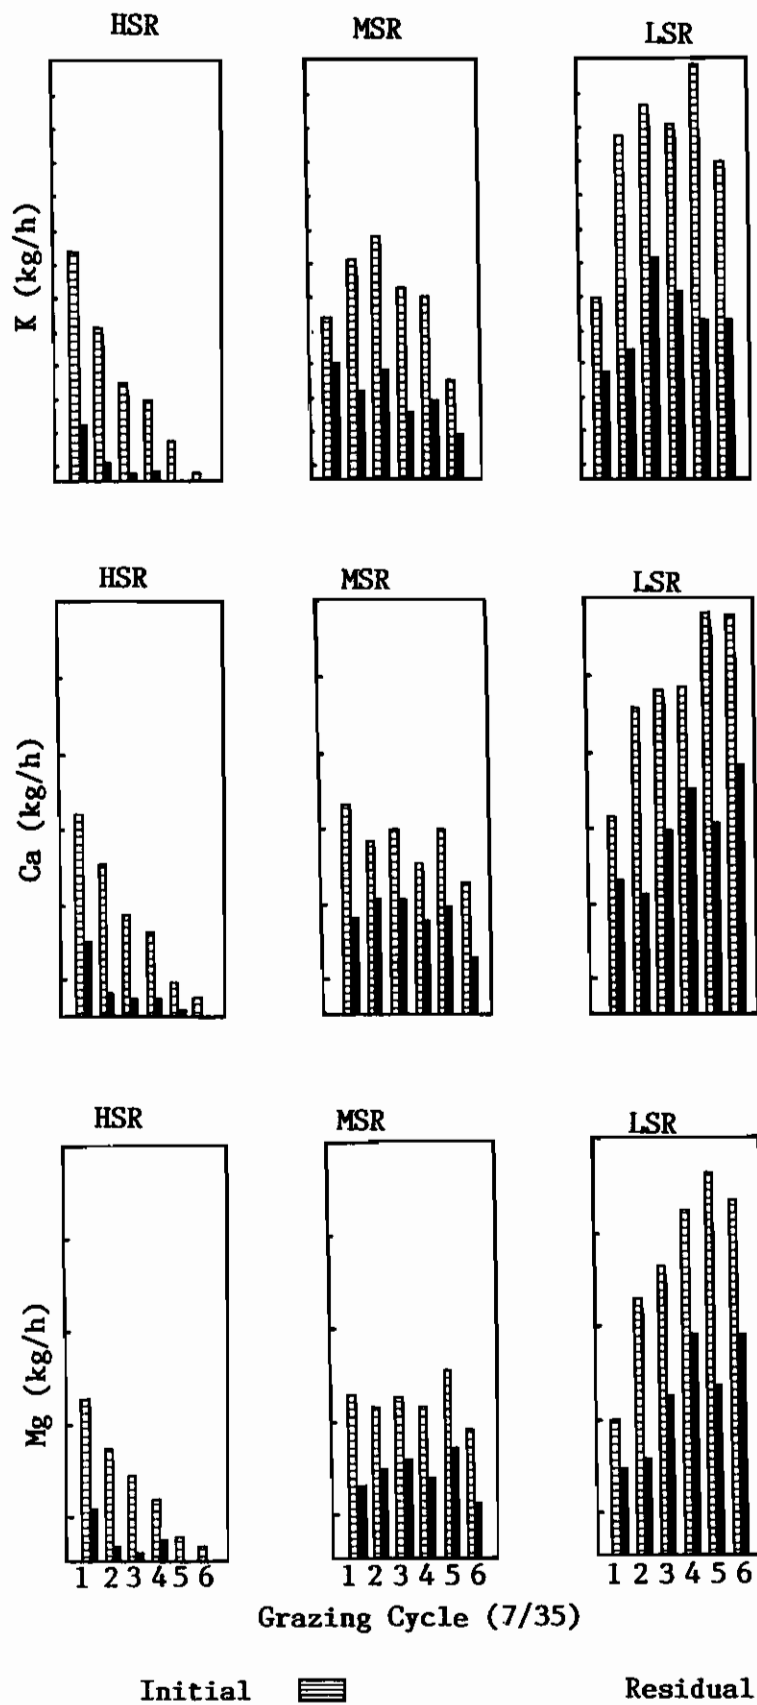 HSR MSR LSR
K (kg/h)
HSR MSR LSR
Ca (kg/h)
HSR MSR LSR
Mg (kg/h)
1 2 3 4 5 6 1 2 3 4 5 6 1 2 3 4 5 6
Grazing Cycle (7/35)
Initial Residual